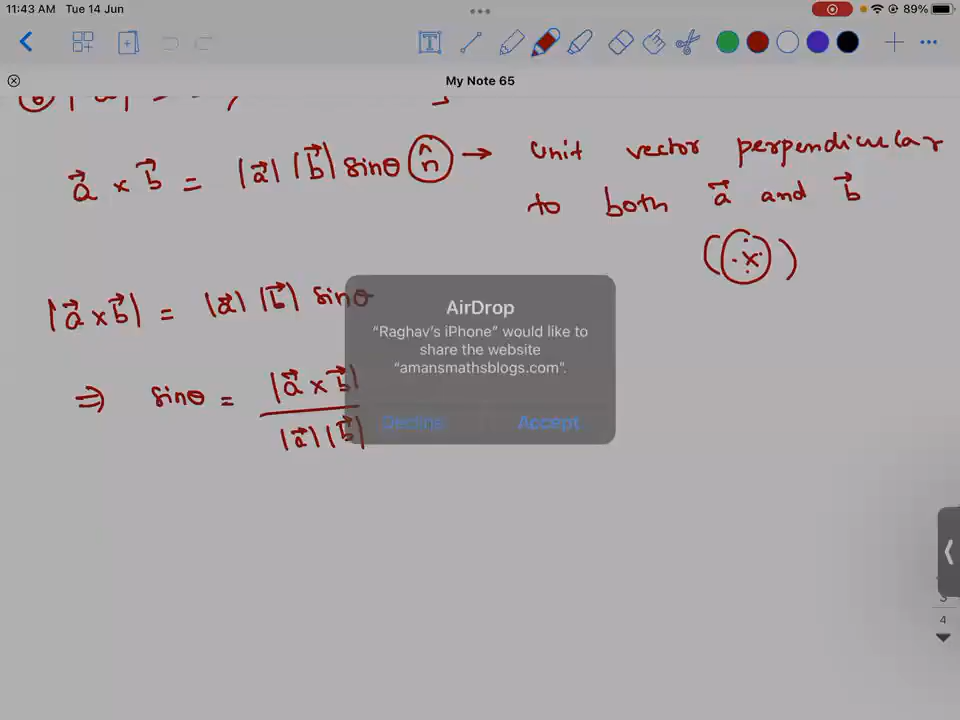 11:43 AM Tue 14 Jun 89%
My Note 65
a⃗ × b⃗ = |a⃗| |b⃗| sinθ n̂ → unit vector perpendicular
to both a⃗ and b⃗
|a⃗ × b⃗| = |a⃗| |b⃗| sinθ
⇒ sinθ = |a⃗ × b⃗| / |a⃗| |b⃗|
AirDrop
“Raghav's iPhone” would like to
share the website
“amansmathsblogs.com”.
Decline Accept
4